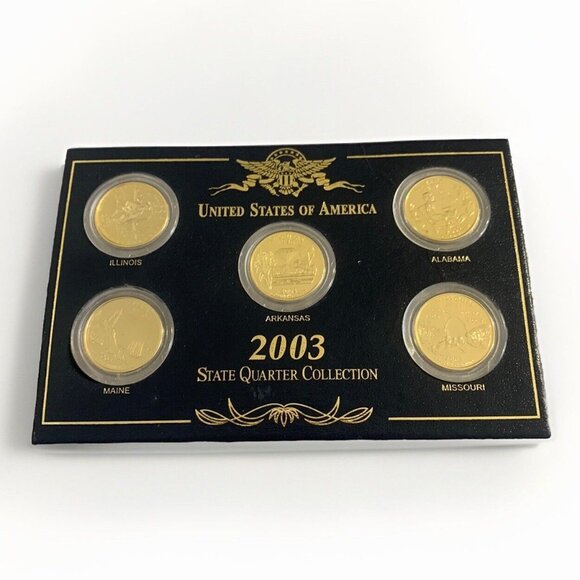 UNITED STATES OF AMERICA
ILLINOIS
ALABAMA
ARKANSAS
MAINE
2003
STATE QUARTER COLLECTION
MISSOURI